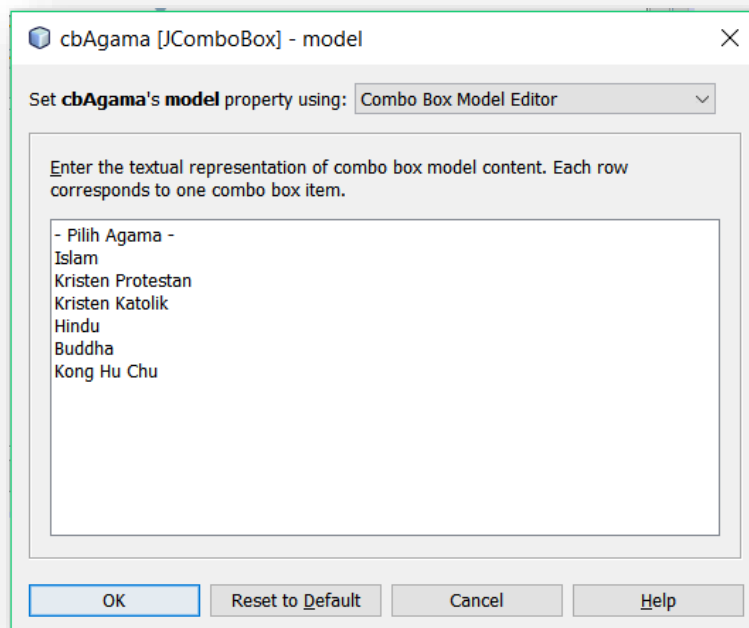 cbAgama [JComboBox] - model
Set cbAgama's model property using: Combo Box Model Editor
Enter the textual representation of combo box model content. Each row
corresponds to one combo box item.
- Pilih Agama -
Islam
Kristen Protestan
Kristen Katolik
Hindu
Buddha
Kong Hu Chu
OK Reset to Default Cancel Help